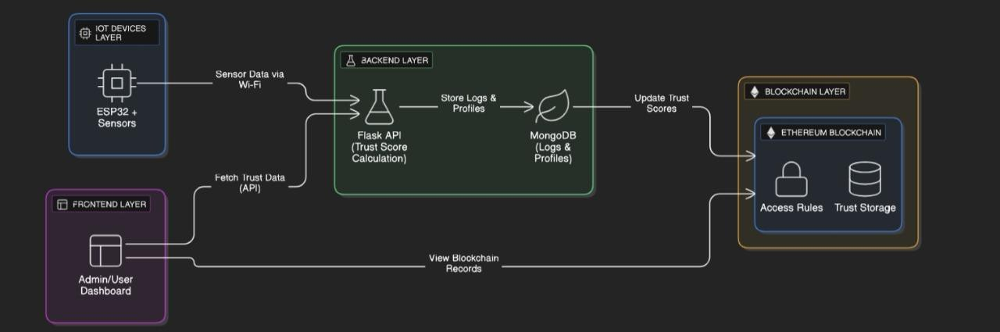 IOT DEVICES
LAYER
ESP32 +
Sensors
Sensor Data via
Wi-Fi
BACKEND LAYER
Flask API
(Trust Score
Calculation)
Store Logs &
Profiles
MongoDB
(Logs &
Profiles)
Update Trust
Scores
BLOCKCHAIN LAYER
ETHEREUM BLOCKCHAIN
Access Rules
Trust Storage
Fetch Trust Data
(API)
FRONTEND LAYER
Admin/User
Dashboard
View Blockchain
Records